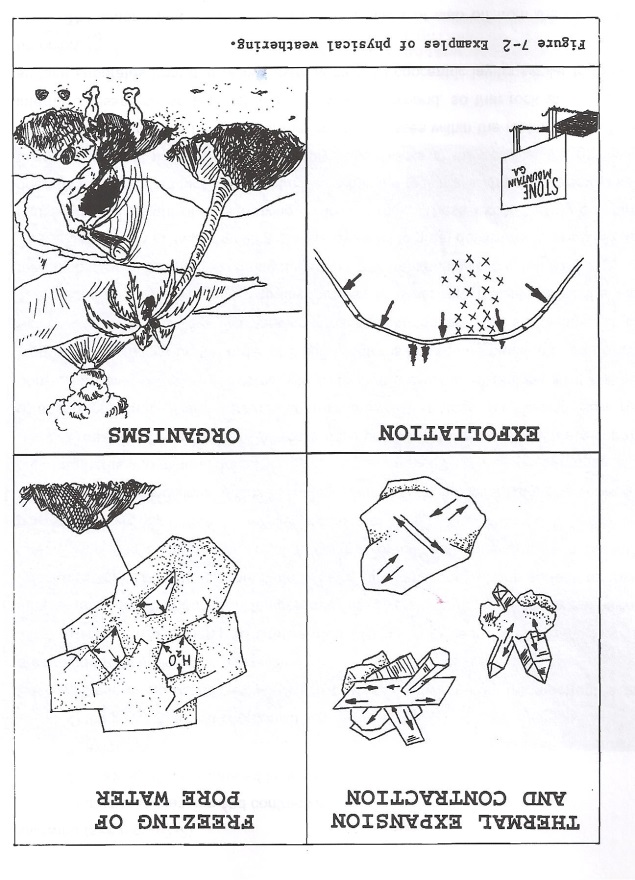 THERMAL EXPANSION
AND CONTRACTION
FREEZING OF
PORE WATER
H₂O
EXFOLIATION
STONE
MOUNTAIN
GA.
ORGANISMS
Figure 7-2 Examples of physical weathering.